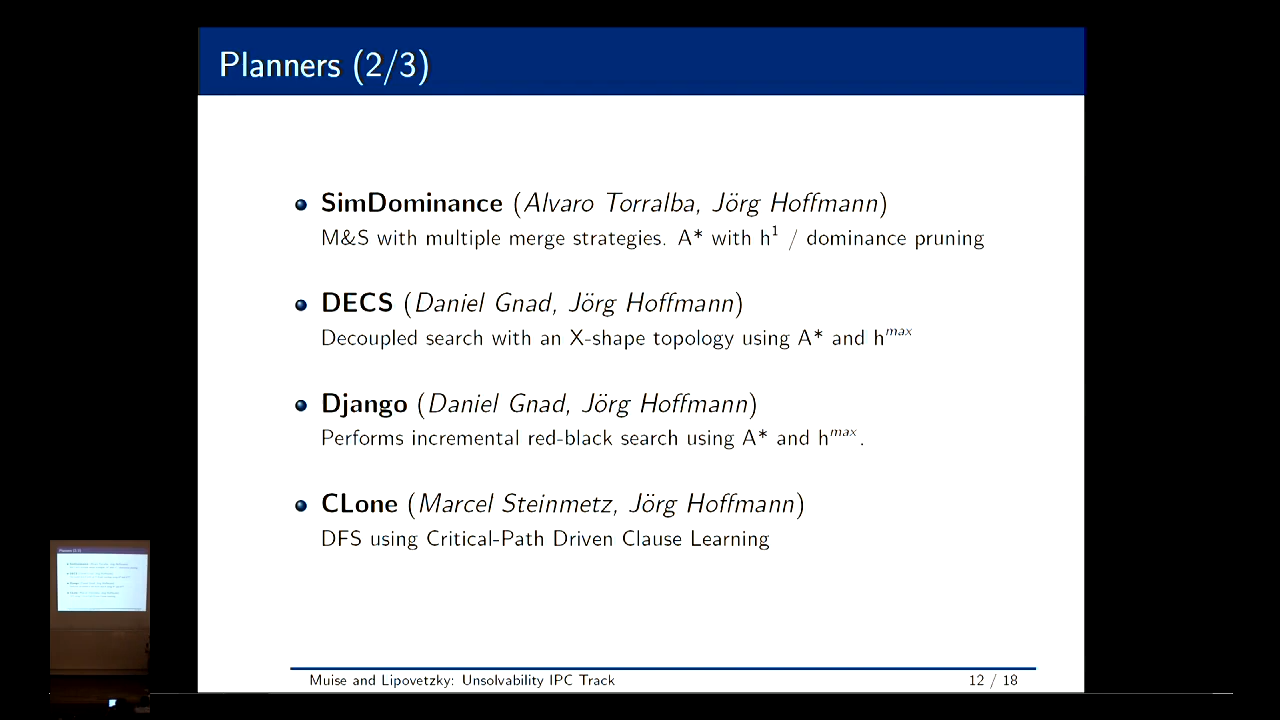 Planners (2/3)
SimDominance (Alvaro Torralba, Jörg Hoffmann)
M&S with multiple merge strategies. A* with h1 / dominance pruning
DECS (Daniel Gnad, Jörg Hoffmann)
Decoupled search with an X-shape topology using A* and hmax
Django (Daniel Gnad, Jörg Hoffmann)
Performs incremental red-black search using A* and hmax.
CLone (Marcel Steinmetz, Jörg Hoffmann)
DFS using Critical-Path Driven Clause Learning
Muise and Lipovetzky: Unsolvability IPC Track
12 / 18